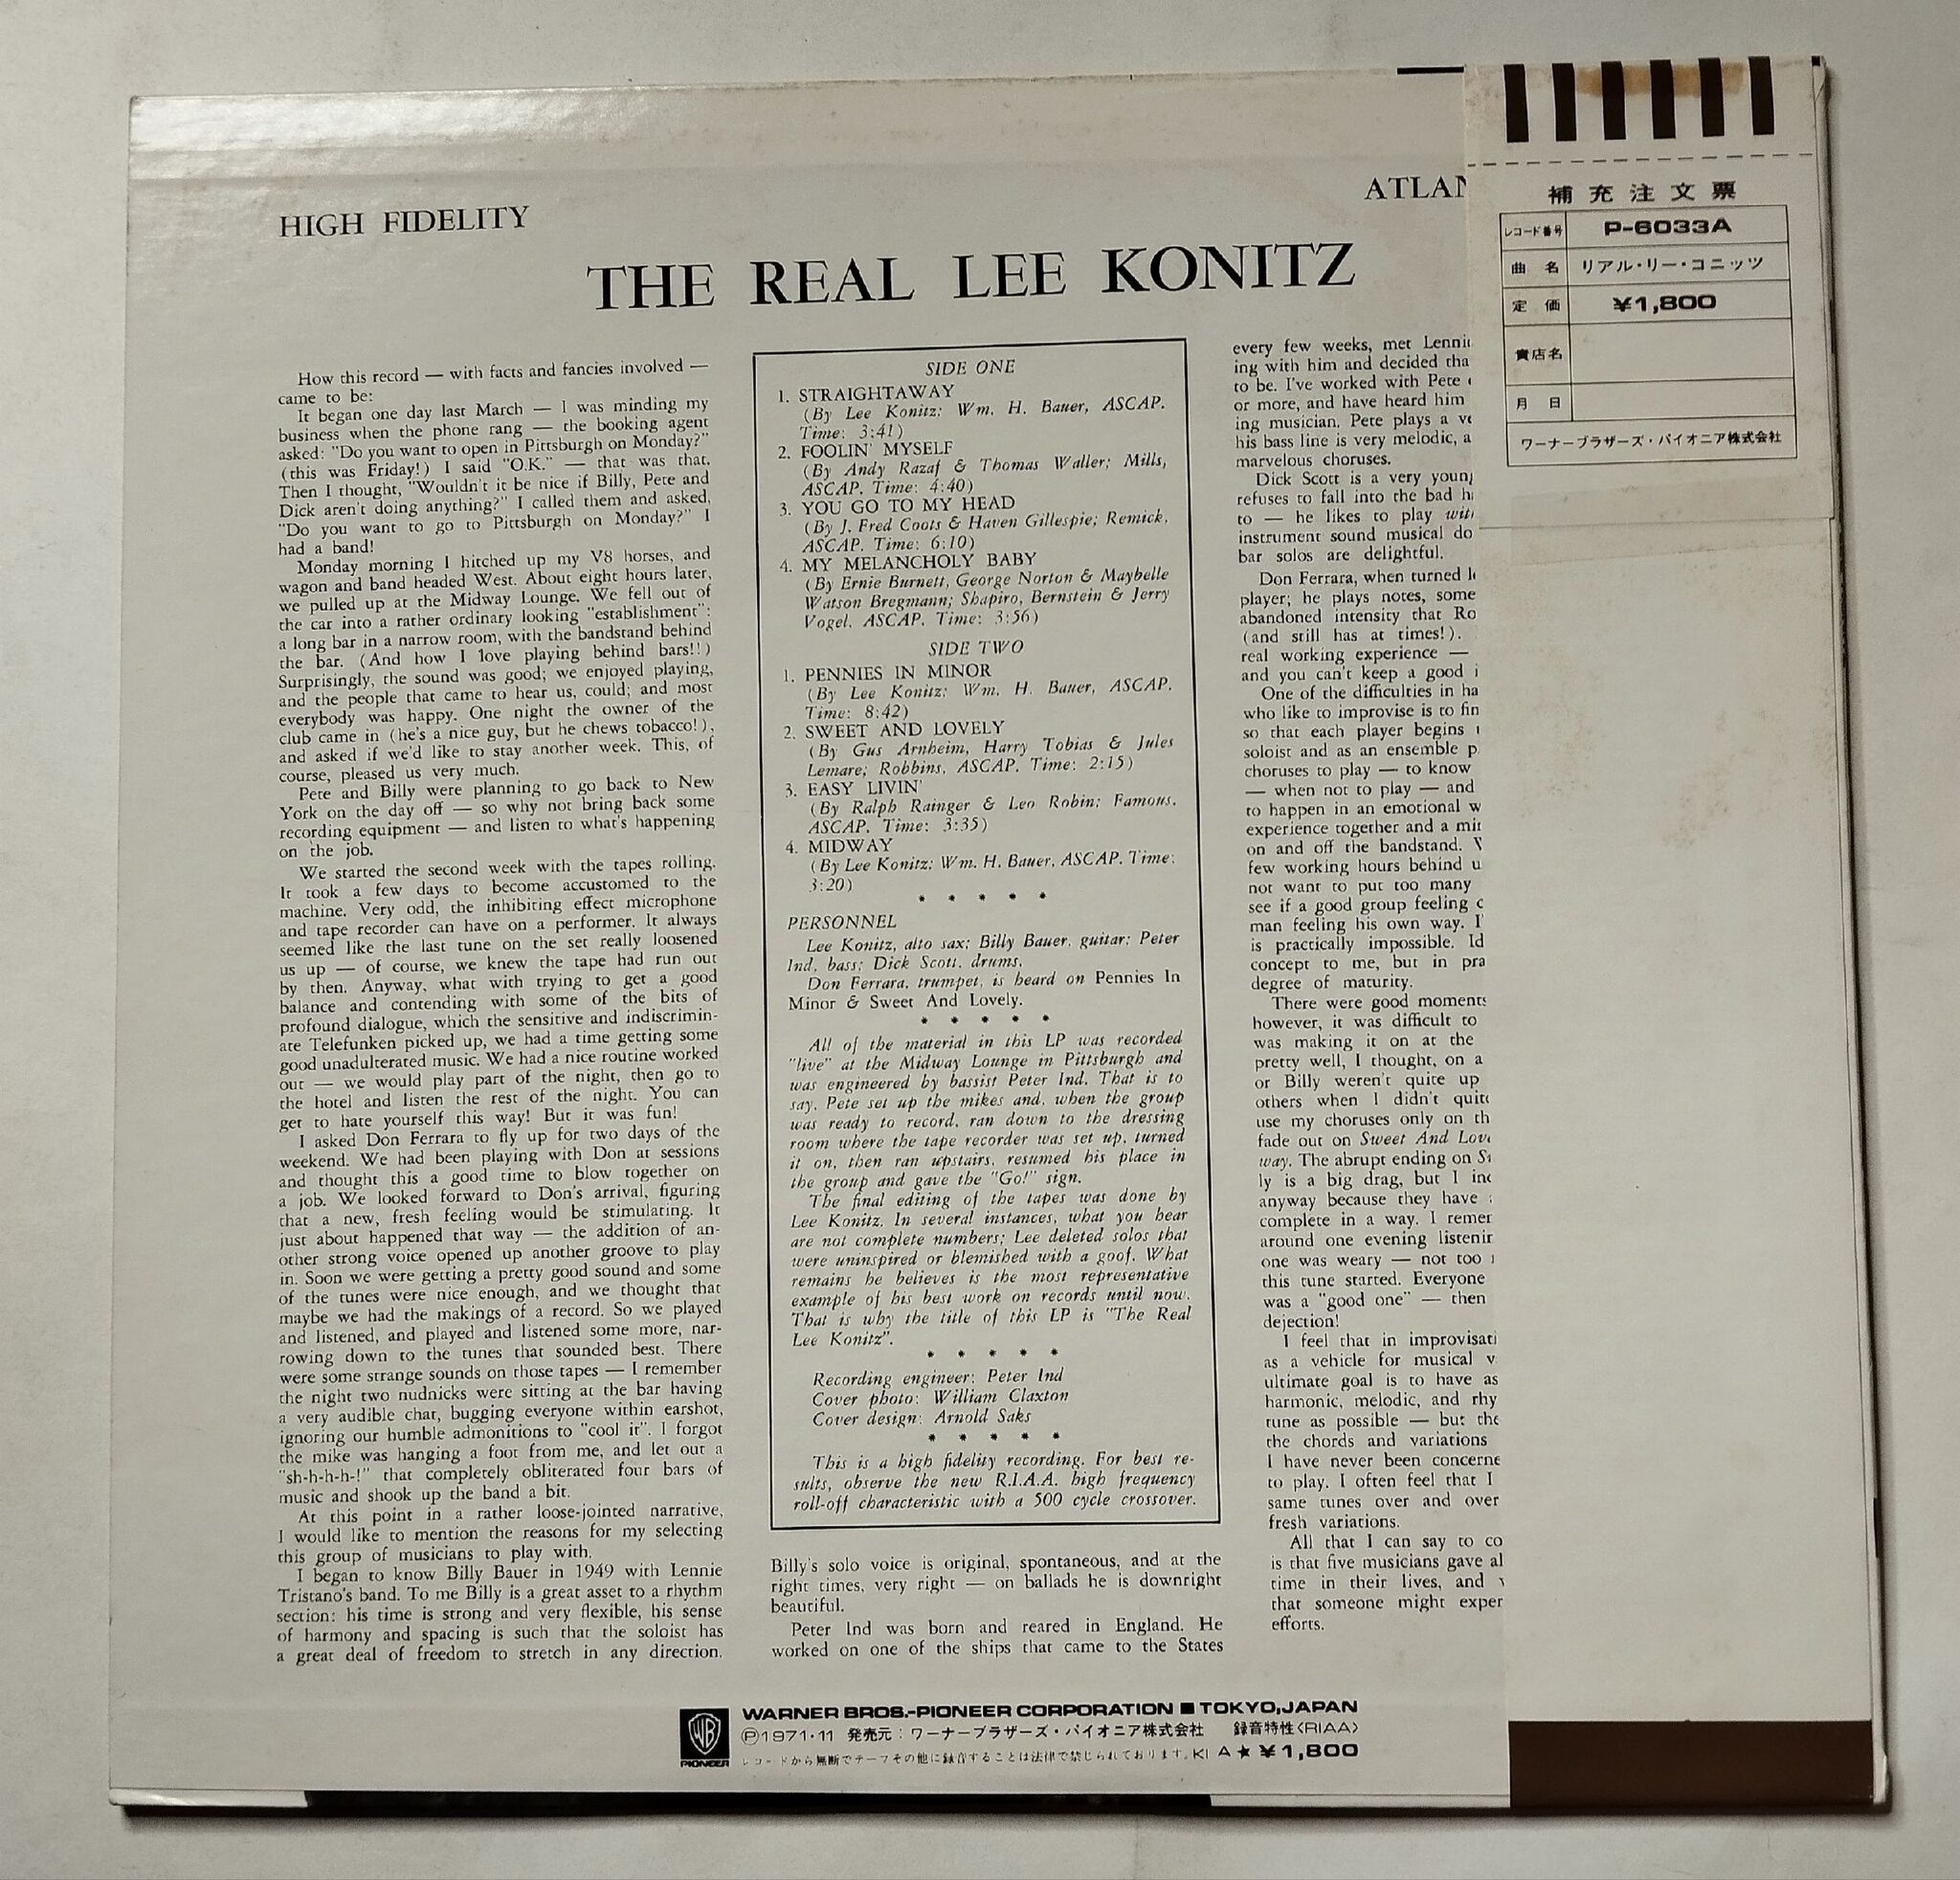 HIGH FIDELITY
ATLAN
THE REAL LEE KONITZ
How this record — with facts and fancies involved —
came to be:
It began one day last March — I was minding my
business when the phone rang — the booking agent
asked: "Do you want to open in Pittsburgh on Monday?"
(this was Friday!) I said "O.K." — that was that.
Then I thought, "Wouldn't it be nice if Billy, Pete and
Dick aren't doing anything?" I called them and asked,
"Do you want to go to Pittsburgh on Monday?" I
had a band!
Monday morning I hitched up my V8 horses, and
wagon and band headed West. About eight hours later,
we pulled up at the Midway Lounge. We fell out of
the car into a rather ordinary looking "establishment":
a long bar in a narrow room, with the bandstand behind
the bar. (And how I love playing behind bars!!)
Surprisingly, the sound was good; we enjoyed playing,
and the people that came to hear us, could; and most
everybody was happy. One night the owner of the
club came in (he's a nice guy, but he chews tobacco!),
and asked if we'd like to stay another week. This, of
course, pleased us very much.
Pete and Billy were planning to go back to New
York on the day off — so why not bring back some
recording equipment — and listen to what's happening
on the job.
We started the second week with the tapes rolling.
It took a few days to become accustomed to the
machine. Very odd, the inhibiting effect microphone
and tape recorder can have on a performer. It always
seemed like the last tune on the set really loosened
us up — of course, we knew the tape had run out
by then. Anyway, what with trying to get a good
balance and contending with some of the bits of
profound dialogue, which the sensitive and indiscrimin-
ate Telefunken picked up, we had a time getting some
good unadulterated music. We had a nice routine worked
out — we would play part of the night, then go to
the hotel and listen the rest of the night. You can
get to hate yourself this way! But it was fun!
I asked Don Ferrara to fly up for two days of the
weekend. We had been playing with Don at sessions
and thought this a good time to blow together on
a job. We looked forward to Don's arrival, figuring
that a new, fresh feeling would be stimulating. It
just about happened that way — the addition of an-
other strong voice opened up another groove to play
in. Soon we were getting a pretty good sound and some
of the tunes were nice enough, and we thought that
maybe we had the makings of a record. So we played
and listened, and played and listened some more, nar-
rowing down to the tunes that sounded best. There
were some strange sounds on those tapes — I remember
the night two nudnicks were sitting at the bar having
a very audible chat, bugging everyone within earshot,
ignoring our humble admonitions to "cool it". I forgot
the mike was hanging a foot from me, and let out a
"sh-h-h-h-!" that completely obliterated four bars of
music and shook up the band a bit.
At this point in a rather loose-jointed narrative,
I would like to mention the reasons for my selecting
this group of musicians to play with.
I began to know Billy Bauer in 1949 with Lennie
Tristano's band. To me Billy is a great asset to a rhythm
section: his time is strong and very flexible, his sense
of harmony and spacing is such that the soloist has
a great deal of freedom to stretch in any direction.
SIDE ONE
1. STRAIGHTAWAY
(By Lee Konitz; Wm. H. Bauer, ASCAP.
Time: 3:41)
2. FOOLIN' MYSELF
(By Andy Razaf & Thomas Waller; Mills,
ASCAP. Time: 4:40)
3. YOU GO TO MY HEAD
(By J. Fred Coots & Haven Gillespie; Remick,
ASCAP. Time: 6:10)
4. MY MELANCHOLY BABY
(By Ernie Burnett, George Norton & Maybelle
Watson Bregmann; Shapiro, Bernstein & Jerry
Vogel, ASCAP. Time: 3:56)
SIDE TWO
1. PENNIES IN MINOR
(By Lee Konitz; Wm. H. Bauer, ASCAP.
Time: 8:42)
2. SWEET AND LOVELY
(By Gus Arnheim, Harry Tobias & Jules
Lemare; Robbins, ASCAP. Time: 2:15)
3. EASY LIVIN'
(By Ralph Rainger & Leo Robin; Famous,
ASCAP. Time: 3:35)
4. MIDWAY
(By Lee Konitz; Wm. H. Bauer, ASCAP. Time:
3:20)
* * * * *
PERSONNEL
Lee Konitz, alto sax; Billy Bauer, guitar; Peter
Ind, bass; Dick Scott, drums.
Don Ferrara, trumpet, is heard on Pennies In
Minor & Sweet And Lovely.
* * * * *
All of the material in this LP was recorded
"live" at the Midway Lounge in Pittsburgh and
was engineered by bassist Peter Ind. That is to
say, Pete set up the mikes and, when the group
was ready to record, ran down to the dressing
room where the tape recorder was set up, turned
it on, then ran upstairs, resumed his place in
the group and gave the "Go!" sign.
The final editing of the tapes was done by
Lee Konitz. In several instances, what you hear
are not complete numbers; Lee deleted solos that
were uninspired or blemished with a goof. What
remains he believes is the most representative
example of his best work on records until now.
That is why the title of this LP is "The Real
Lee Konitz".
* * * * *
Recording engineer: Peter Ind
Cover photo: William Claxton
Cover design: Arnold Saks
* * * * *
This is a high fidelity recording. For best re-
sults, observe the new R.I.A.A. high frequency
roll-off characteristic with a 500 cycle crossover.
Billy's solo voice is original, spontaneous, and at the
right times, very right — on ballads he is downright
beautiful.
Peter Ind was born and reared in England. He
worked on one of the ships that came to the States
every few weeks, met Lenni
ing with him and decided tha
to be. I've worked with Pete
or more, and have heard him
ing musician. Pete plays a ve
his bass line is very melodic, a
marvelous choruses.
Dick Scott is a very young
refuses to fall into the bad h
to — he likes to play wit
instrument sound musical do
bar solos are delightful.
Don Ferrara, when turned l
player; he plays notes, some
abandoned intensity that Ro
(and still has at times!).
real working experience —
and you can't keep a good
One of the difficulties in ha
who like to improvise is to fin
so that each player begins
soloist and as an ensemble p
choruses to play — to know
— when not to play — and
to happen in an emotional w
experience together and a mi
on and off the bandstand.
few working hours behind u
not want to put too many
see if a good group feeling c
man feeling his own way. I
is practically impossible. Id
concept to me, but in pra
degree of maturity.
There were good moments
however, it was difficult to
was making it on at the
pretty well, I thought, on a
or Billy weren't quite up
others when I didn't quit
use my choruses only on th
fade out on Sweet And Lov
way. The abrupt ending on S
ly is a big drag, but I in
anyway because they have
complete in a way. I remer
around one evening listenir
one was weary — not too
this tune started. Everyone
was a "good one" — then
dejection!
I feel that in improvisati
as a vehicle for musical v
ultimate goal is to have as
harmonic, melodic, and rhy
tune as possible — but the
the chords and variations
I have never been concerne
to play. I often feel that I
same tunes over and over
fresh variations.
All that I can say to co
is that five musicians gave al
time in their lives, and
that someone might exper
efforts.
補充注文票
レコード番号 P-6033A
曲名 リアル・リー・コニッツ
定価 ¥1,800
貴店名
月日
ワーナーブラザーズ・パイオニア株式会社
WB
PIONEER
WARNER BROS.-PIONEER CORPORATION ■ TOKYO,JAPAN
Ⓟ1971・11 発売元：ワーナーブラザーズ・パイオニア株式会社 録音特性<RIAA>
レコードから無断でテープその他に録音することは法律で禁じられております。KI A★¥1,800